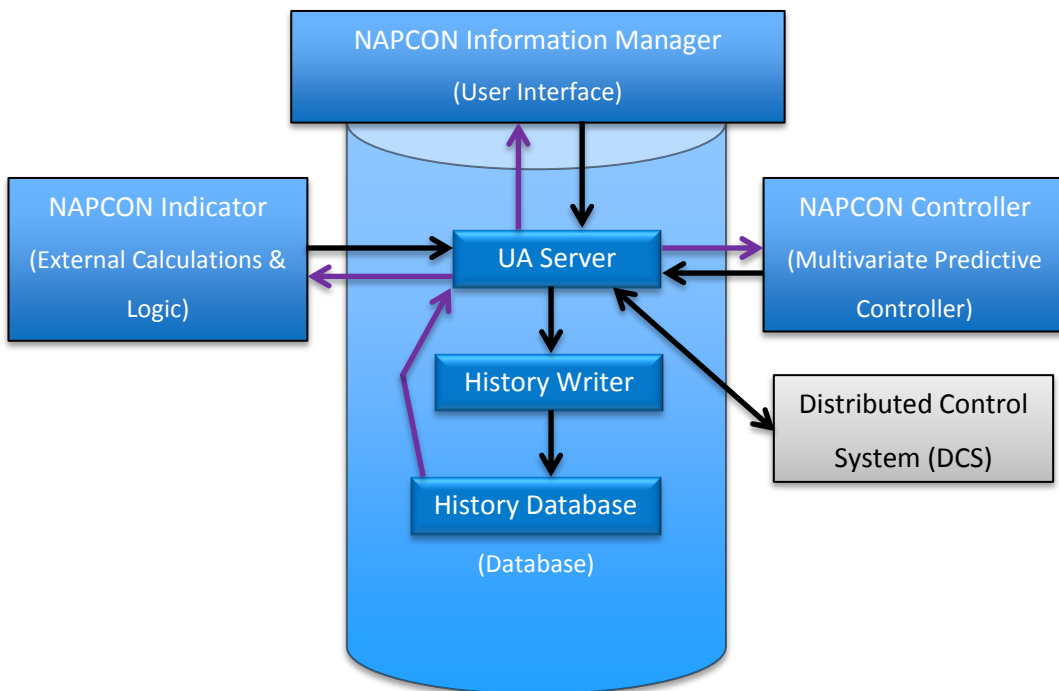 NAPCON Information Manager
(User Interface)
NAPCON Indicator
(External Calculations &
Logic)
UA Server
NAPCON Controller
(Multivariate Predictive
Controller)
History Writer
Distributed Control
System (DCS)
History Database
(Database)